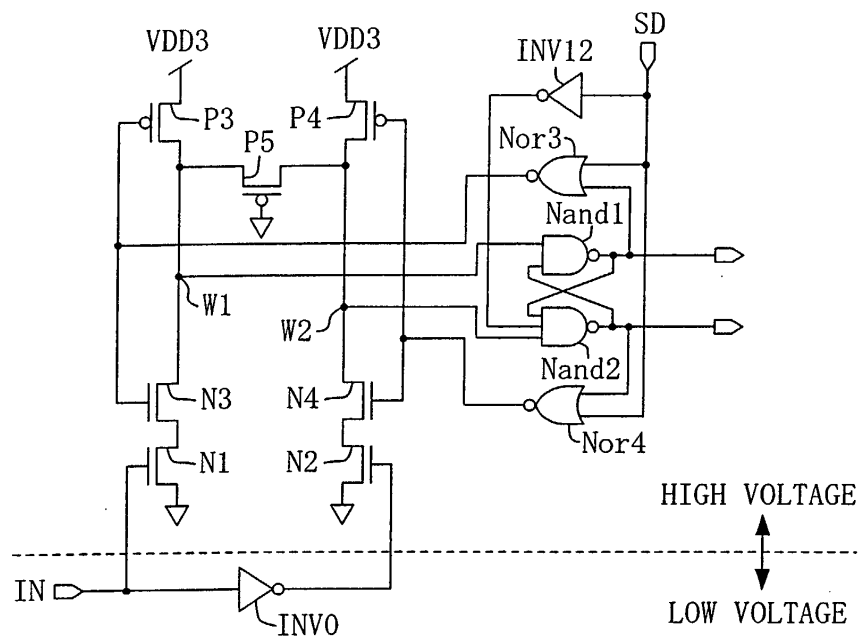 SD
VDD3
VDD3
INV12
P3
P4
P5
Nor3
Nand1
W1
W2
Nand2
N3
N4
Nor4
N1
N2
HIGH VOLTAGE
IN
INV0
LOW VOLTAGE